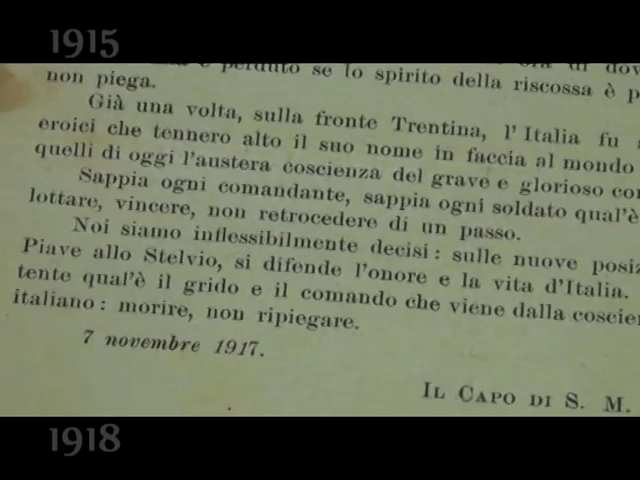 1915
e perduto se lo spirito della riscossa è
non piega.
Già una volta, sulla fronte Trentina, l'Italia fu
eroici che tennero alto il suo nome in faccia al mondo
quelli di oggi l'austera coscienza del grave e glorioso
Sappia ogni comandante, sappia ogni soldato qual'è
lottare, vincere, non retrocedere di un passo.
Noi siamo inflessibilmente decisi: sulle nuove
Piave allo Stelvio, si difende l'onore e la vita d'Italia.
tente qual'è il grido e il comando che viene dalla
italiano: morire, non ripiegare.
7 novembre 1917.
IL CAPO DI S. M.
1918